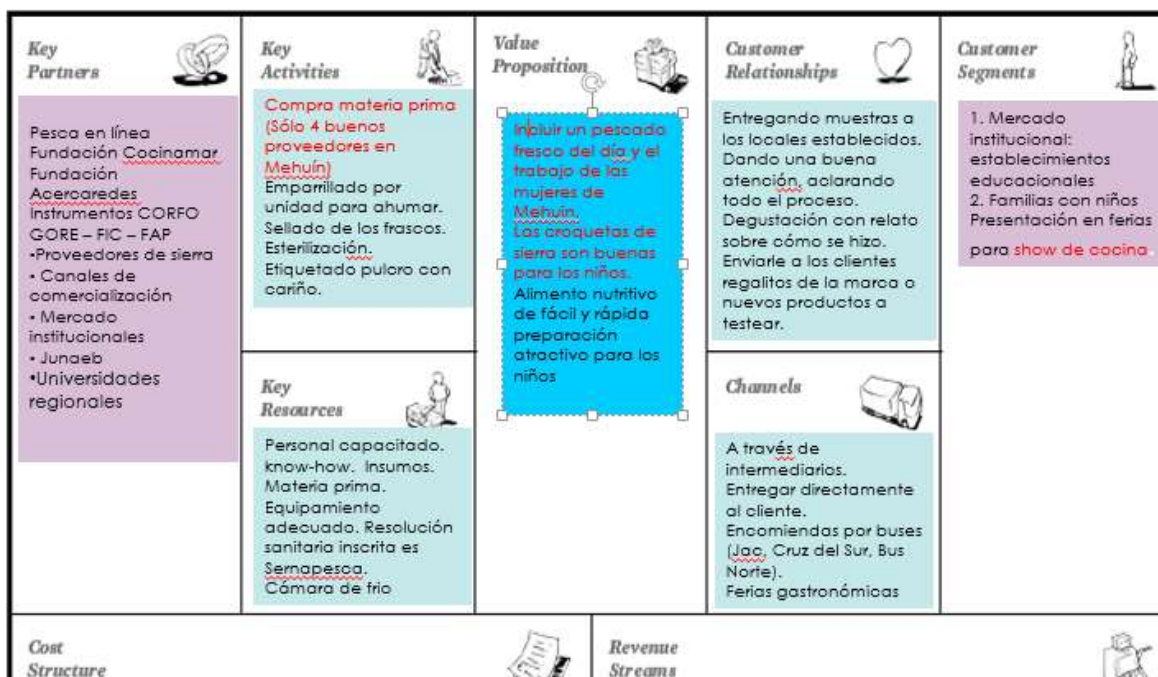 Key
Partners
Pesca en línea
Fundación Cocinamar
Fundación
Acercaredes
Instrumentos CORFO
GORE – FIC – FAP
•Proveedores de sierra
• Canales de
comercialización
• Mercado
institucionales
• Junaeb
•Universidades
regionales
Key
Activities
Compra materia prima
(Sólo 4 buenos
proveedores en
Mehuín)
Emparrillado por
unidad para ahumar.
Sellado de los frascos.
Esterilización.
Etiquetado pulcro con
cariño.
Key
Resources
Personal capacitado.
know-how. Insumos.
Materia prima.
Equipamiento
adecuado. Resolución
sanitaria inscrita es
Sernapesca.
Cámara de frio
Value
Proposition
Incluir un pescado
fresco del día y el
trabajo de las
mujeres de
Mehuin.
Las croquetas de
sierra son buenas
para los niños.
Alimento nutritivo
de fácil y rápida
preparación
atractivo para los
niños
Customer
Relationships
Entregando muestras a
los locales establecidos.
Dando una buena
atención, aclarando
todo el proceso.
Degustación con relato
sobre cómo se hizo.
Enviarle a los clientes
regalitos de la marca o
nuevos productos a
testear.
Channels
A través de
intermediarios.
Entregar directamente
al cliente.
Encomiendas por buses
(Jac, Cruz del Sur, Bus
Norte).
Ferias gastronómicas
Customer
Segments
1. Mercado
institucional:
establecimientos
educacionales
2. Familias con niños
Presentación en ferias
para show de cocina.
Cost
Structure
Revenue
Streams